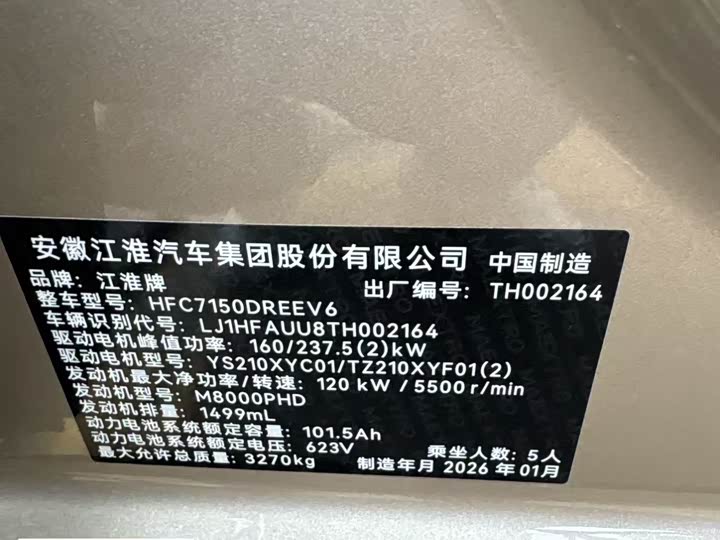 安徽江淮汽车集团股份有限公司 中国制造
品牌: 江淮牌 出厂编号: TH002164
整车型号: HFC7150DREEV6
车辆识别代号: LJ1HFAUU8TH002164
驱动电机峰值功率: 160/237.5(2)kW
驱动电机型号: YS210XYC01/TZ210XYF01(2)
发动机最大净功率/转速: 120 kW / 5500 r/min
发动机型号: M8000PHD
发动机排量: 1499mL
动力电池系统额定容量: 101.5Ah
动力电池系统额定电压: 623V 乘坐人数: 5人
最大允许总质量: 3270kg 制造年月 2026 年 01月